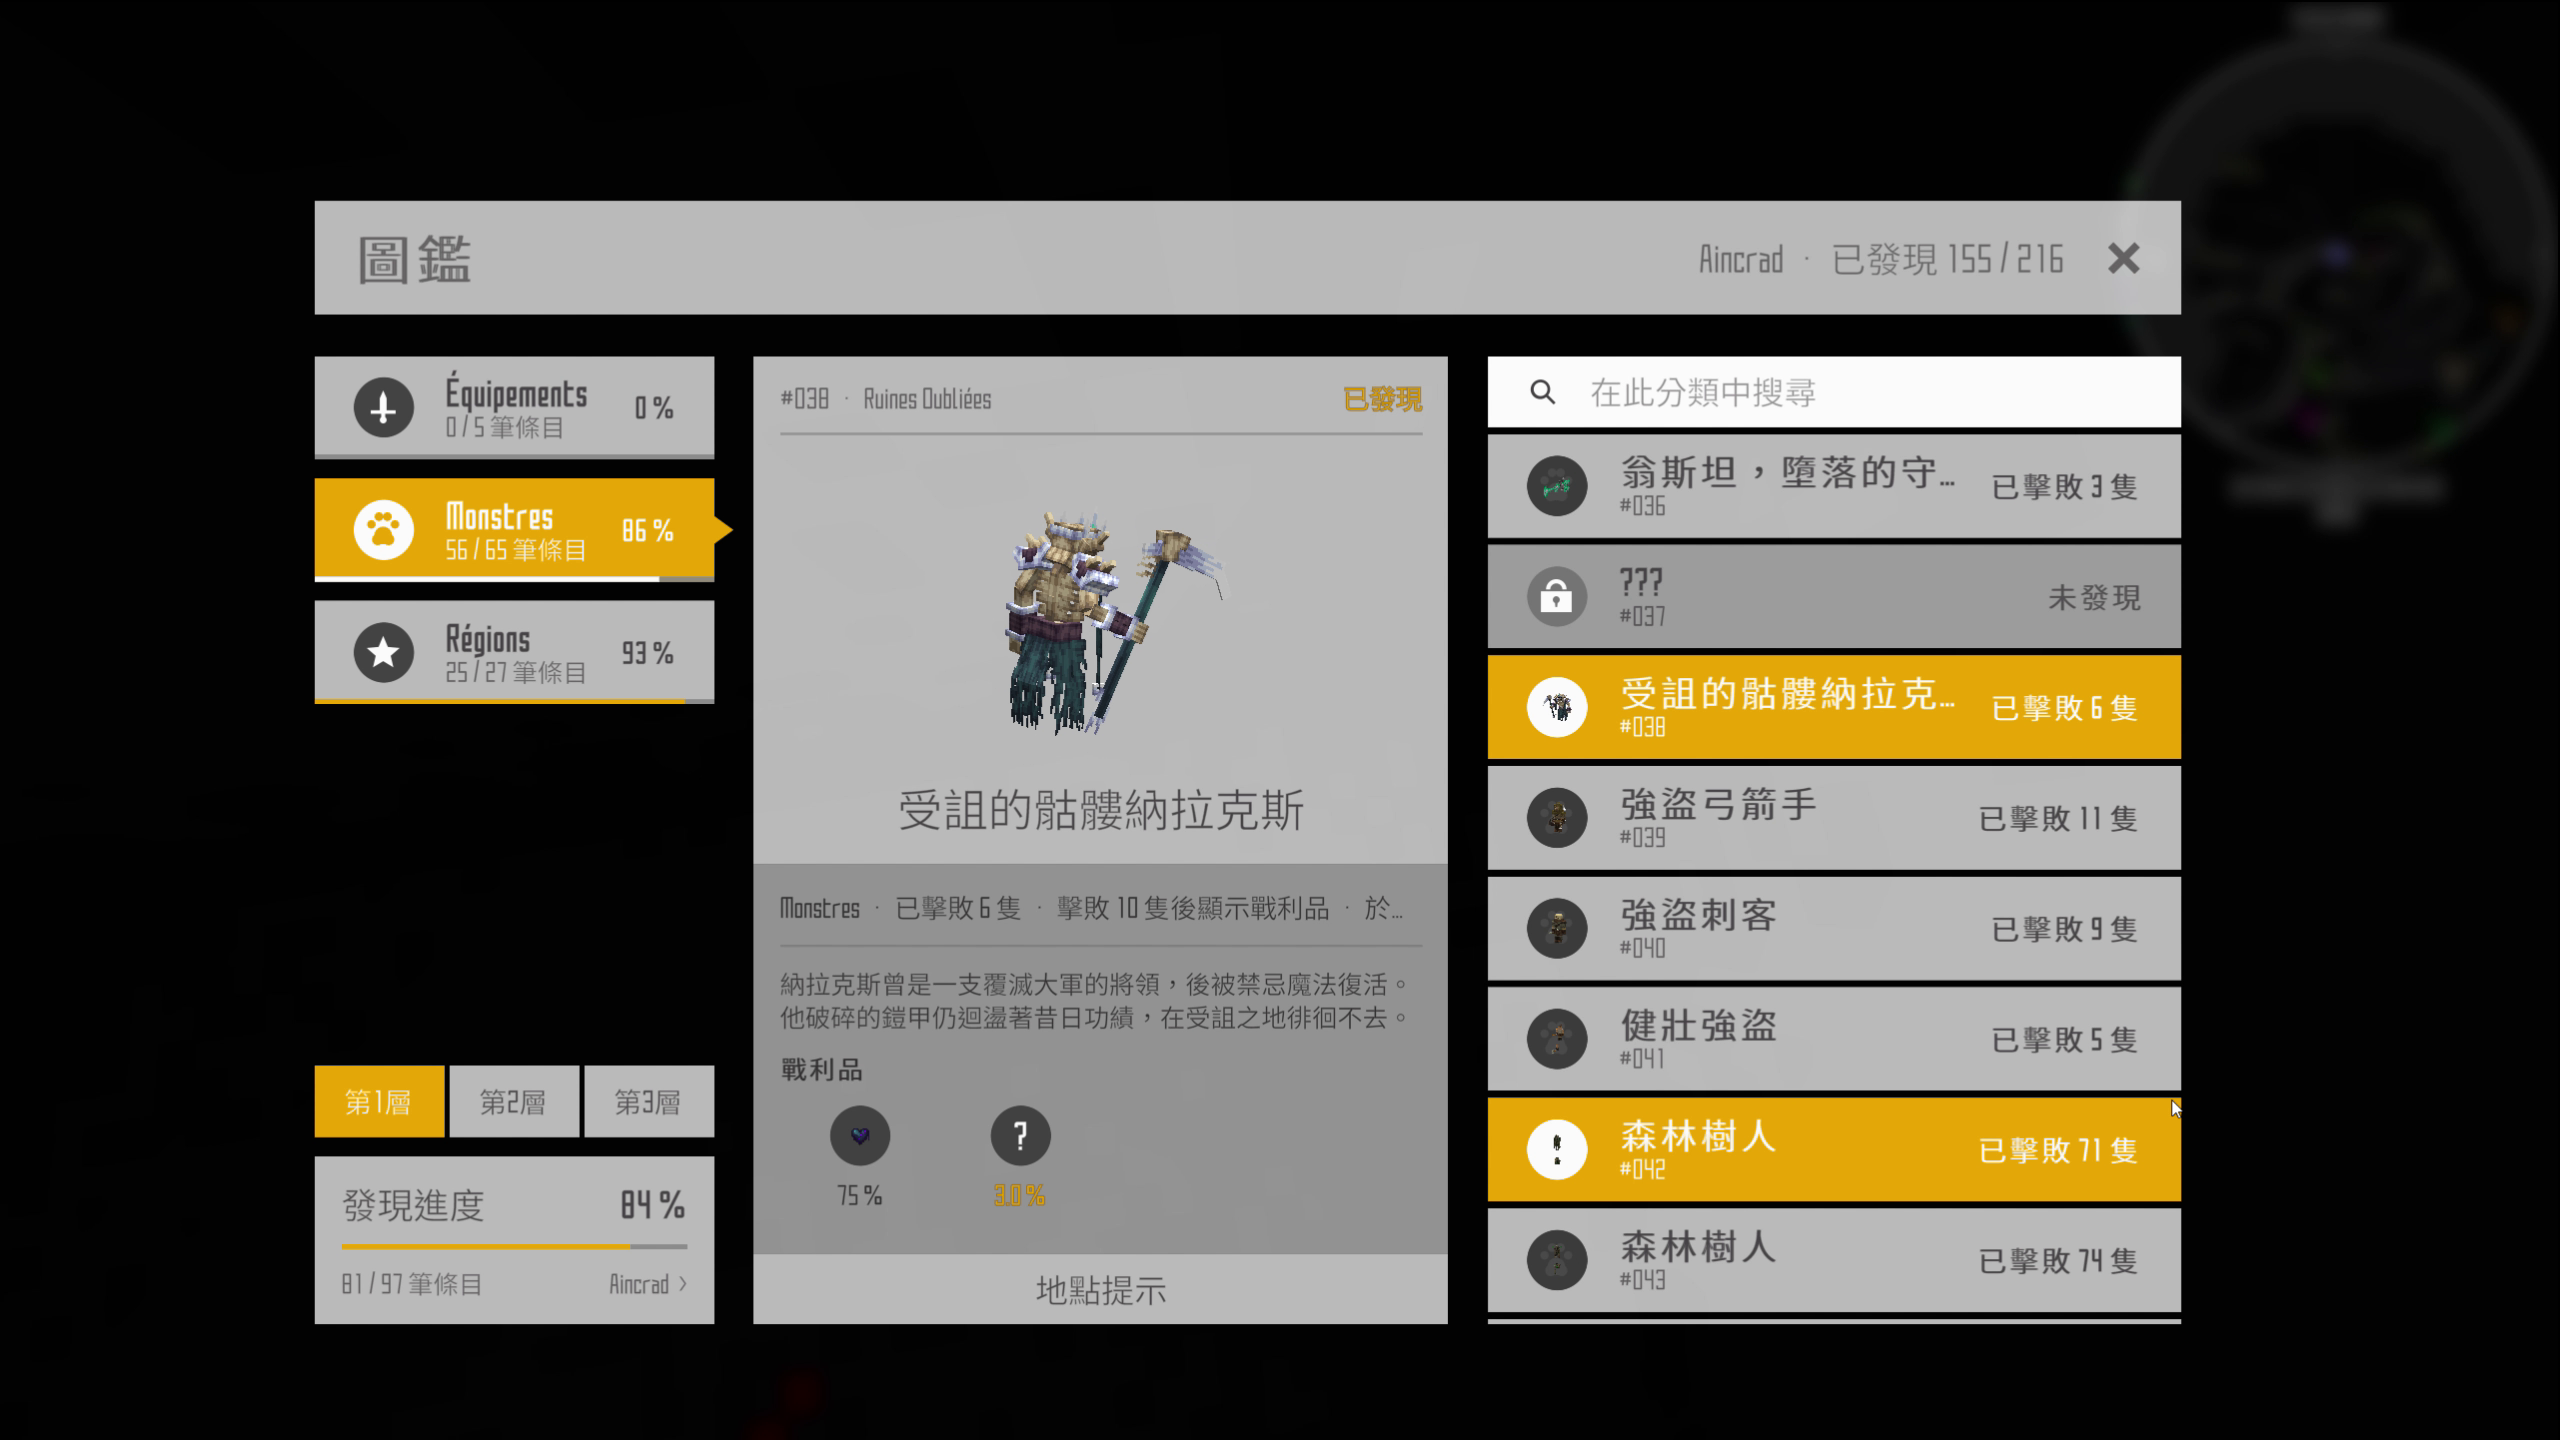 圖鑑
Aincrad · 已發現 155 / 216
Équipements
0 / 5 筆條目
0 %
Monstres
56 / 65 筆條目
86 %
Régions
25 / 27 筆條目
93 %
第1層
第2層
第3層
發現進度
84 %
81 / 97 筆條目
Aincrad >
#038 · Ruines Oubliées
已發現
受詛的骷髏納拉克斯
Monstres · 已擊敗 6 隻 · 擊敗 10 隻後顯示戰利品 · 於...
納拉克斯曾是一支覆滅大軍的將領，後被禁忌魔法復活。
他破碎的鎧甲仍迴盪著昔日功績，在受詛之地徘徊不去。
戰利品
?
75 %
3.0 %
地點提示
在此分類中搜尋
翁斯坦，墮落的守...
#036
已擊敗 3 隻
???
#037
未發現
受詛的骷髏納拉克...
#038
已擊敗 6 隻
強盜弓箭手
#039
已擊敗 11 隻
強盜刺客
#040
已擊敗 9 隻
健壯強盜
#041
已擊敗 5 隻
森林樹人
#042
已擊敗 71 隻
森林樹人
#043
已擊敗 74 隻